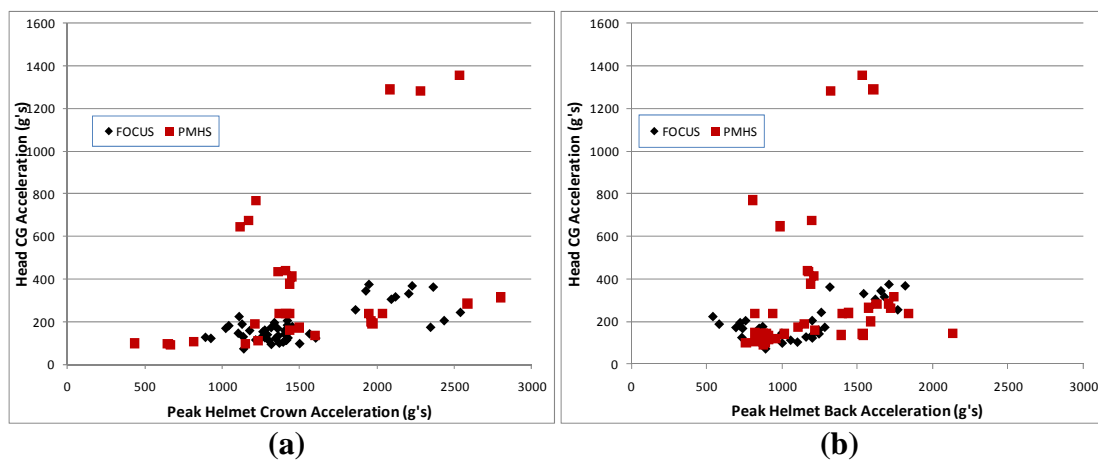 1600
1400
1200
1000
800
600
400
200
0
Head CG Acceleration (g's)
FOCUS PMHS
0 500 1000 1500 2000 2500 3000
Peak Helmet Crown Acceleration (g's)
(a)
1600
1400
1200
1000
800
600
400
200
0
Head CG Acceleration (g's)
FOCUS PMHS
0 500 1000 1500 2000 2500 3000
Peak Helmet Back Acceleration (g's)
(b)